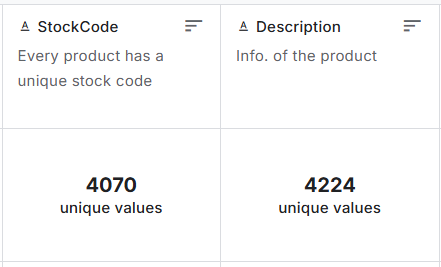 A StockCode
Every product has a
unique stock code
A Description
Info. of the product
4070
unique values
4224
unique values